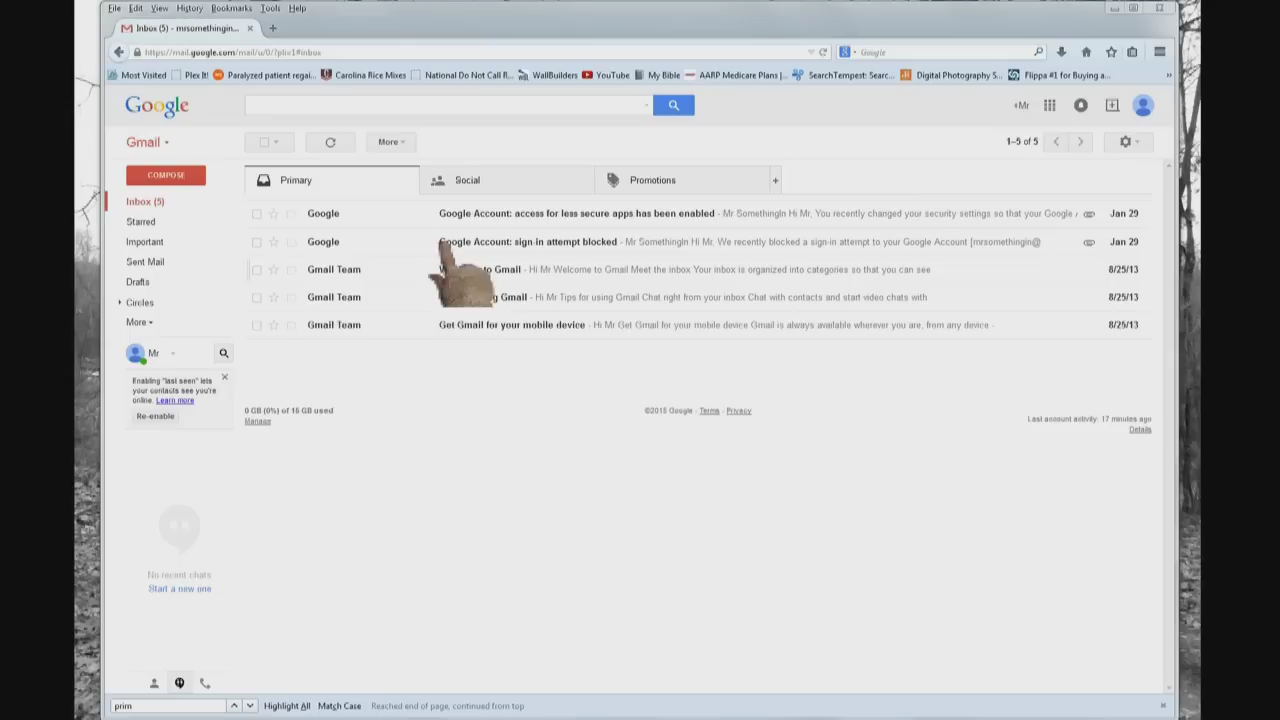 File Edit View History Bookmarks Tools Help
Inbox (5) - mrsomethingin...
https://mail.google.com/mail/u/0/?pli=1#inbox
Google
Most Visited Plex It! Paralyzed patient regai... Carolina Rice Mixes National Do Not Call R... WallBuilders YouTube My Bible AARP Medicare Plans |... SearchTempest: Searc... Digital Photography S... Flippa #1 for Buying a...
Google
+Mr
Gmail
More
1–5 of 5
COMPOSE
Primary
Social
Promotions
Inbox (5)
Starred
Important
Sent Mail
Drafts
Circles
More
Google Google Account: access for less secure apps has been enabled - Mr SomethingIn Hi Mr, You recently changed your security settings so that your Google Jan 29
Google Google Account: sign-in attempt blocked - Mr SomethingIn Hi Mr, We recently blocked a sign-in attempt to your Google Account [mrsomethingin@ Jan 29
Gmail Team to Gmail - Hi Mr Welcome to Gmail Meet the inbox Your inbox is organized into categories so that you can see 8/25/13
Gmail Team Gmail - Hi Mr Tips for using Gmail Chat right from your inbox Chat with contacts and start video chats with 8/25/13
Gmail Team Get Gmail for your mobile device - Hi Mr Get Gmail for your mobile device Gmail is always available wherever you are, from any device - 8/25/13
Mr
Enabling "last seen" lets
your contacts see you're
online. Learn more
Re-enable
0 GB (0%) of 15 GB used
Manage
©2015 Google - Terms - Privacy
Last account activity: 17 minutes ago
Details
No recent chats
Start a new one
prim
Highlight All Match Case Reached end of page, continued from top